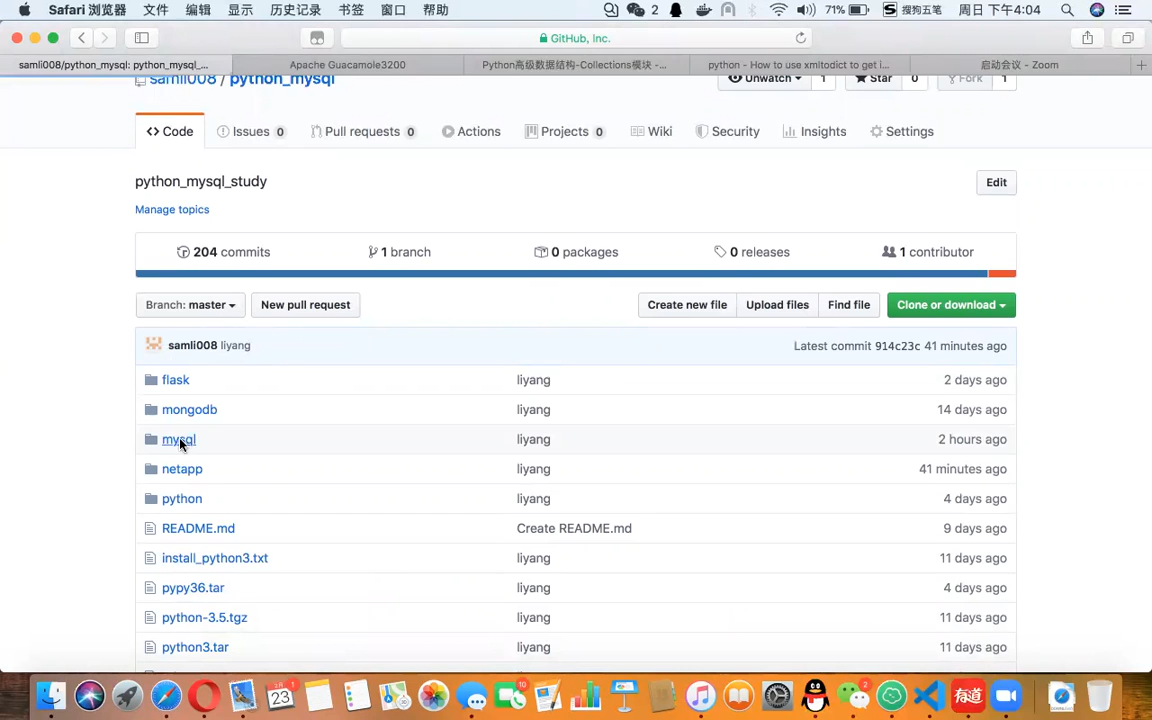 Safari 浏览器 文件 编辑 显示 历史记录 书签 窗口 帮助 2 71% 搜狗五笔 周日 下午4:04
GitHub, Inc.
samli008/python_mysql: python_mysql_... Apache Guacamole3200 Python高级数据结构-Collections模块 -... python - How to use xmltodict to get i... 启动会议 - Zoom
samli008 / python_mysql Unwatch 1 Star 0 Fork 1
Code Issues 0 Pull requests 0 Actions Projects 0 Wiki Security Insights Settings
python_mysql_study Edit
Manage topics
204 commits 1 branch 0 packages 0 releases 1 contributor
Branch: master New pull request Create new file Upload files Find file Clone or download
samli008 liyang Latest commit 914c23c 41 minutes ago
flask liyang 2 days ago
mongodb liyang 14 days ago
mysql liyang 2 hours ago
netapp liyang 41 minutes ago
python liyang 4 days ago
README.md Create README.md 9 days ago
install_python3.txt liyang 11 days ago
pypy36.tar liyang 4 days ago
python-3.5.tgz liyang 11 days ago
python3.tar liyang 11 days ago
23 10 2 有道